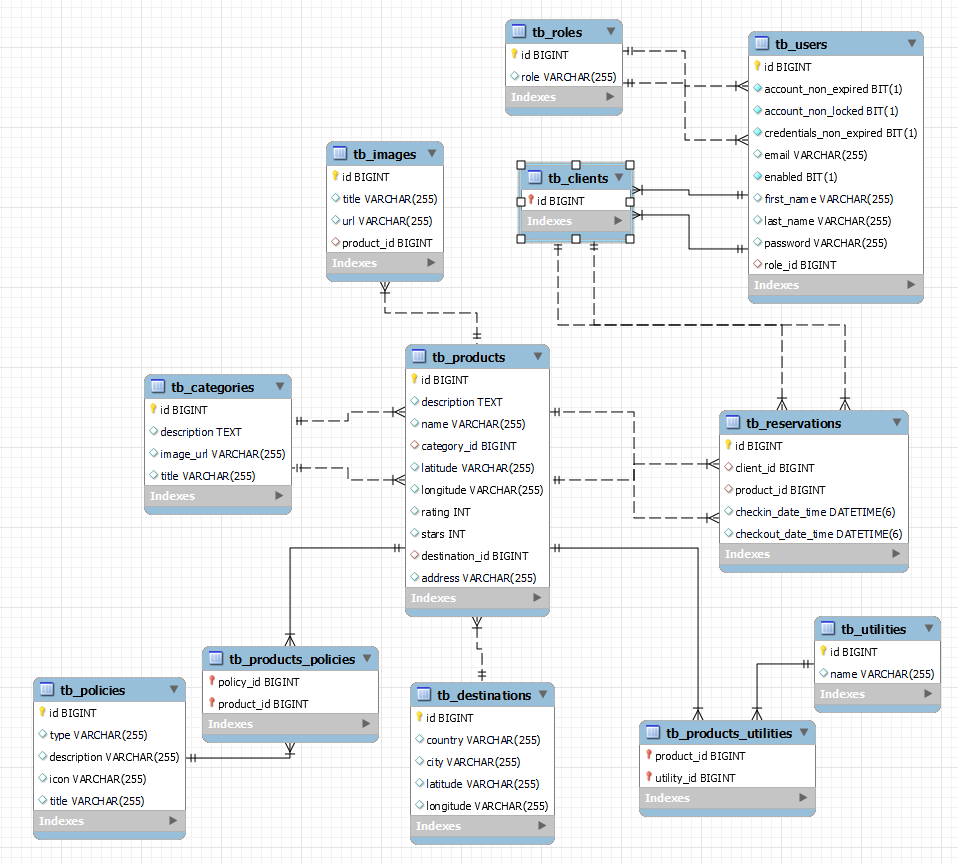 tb_roles
id BIGINT
role VARCHAR(255)
Indexes
tb_users
id BIGINT
account_non_expired BIT(1)
account_non_locked BIT(1)
credentials_non_expired BIT(1)
email VARCHAR(255)
enabled BIT(1)
first_name VARCHAR(255)
last_name VARCHAR(255)
password VARCHAR(255)
role_id BIGINT
Indexes
tb_images
id BIGINT
title VARCHAR(255)
url VARCHAR(255)
product_id BIGINT
Indexes
tb_clients
id BIGINT
Indexes
tb_products
id BIGINT
description TEXT
name VARCHAR(255)
category_id BIGINT
latitude VARCHAR(255)
longitude VARCHAR(255)
rating INT
stars INT
destination_id BIGINT
address VARCHAR(255)
Indexes
tb_categories
id BIGINT
description TEXT
image_url VARCHAR(255)
title VARCHAR(255)
Indexes
tb_reservations
id BIGINT
client_id BIGINT
product_id BIGINT
checkin_date_time DATETIME(6)
checkout_date_time DATETIME(6)
Indexes
tb_utilities
id BIGINT
name VARCHAR(255)
Indexes
tb_products_policies
policy_id BIGINT
product_id BIGINT
Indexes
tb_policies
id BIGINT
type VARCHAR(255)
description VARCHAR(255)
icon VARCHAR(255)
title VARCHAR(255)
Indexes
tb_destinations
id BIGINT
country VARCHAR(255)
city VARCHAR(255)
latitude VARCHAR(255)
longitude VARCHAR(255)
Indexes
tb_products_utilities
product_id BIGINT
utility_id BIGINT
Indexes